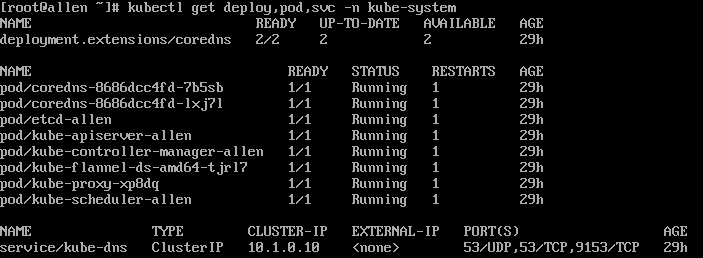 [root@allen ~]# kubectl get deploy,pod,svc -n kube-system
NAME READY UP-TO-DATE AVAILABLE AGE
deployment.extensions/coredns 2/2 2 2 29h
NAME READY STATUS RESTARTS AGE
pod/coredns-8686dcc4fd-7b5sb 1/1 Running 1 29h
pod/coredns-8686dcc4fd-lxj7l 1/1 Running 1 29h
pod/etcd-allen 1/1 Running 1 29h
pod/kube-apiserver-allen 1/1 Running 1 29h
pod/kube-controller-manager-allen 1/1 Running 1 29h
pod/kube-flannel-ds-amd64-tjrl7 1/1 Running 1 29h
pod/kube-proxy-xp8dq 1/1 Running 1 29h
pod/kube-scheduler-allen 1/1 Running 1 29h
NAME TYPE CLUSTER-IP EXTERNAL-IP PORT(S) AGE
service/kube-dns ClusterIP 10.1.0.10 <none> 53/UDP,53/TCP,9153/TCP 29h